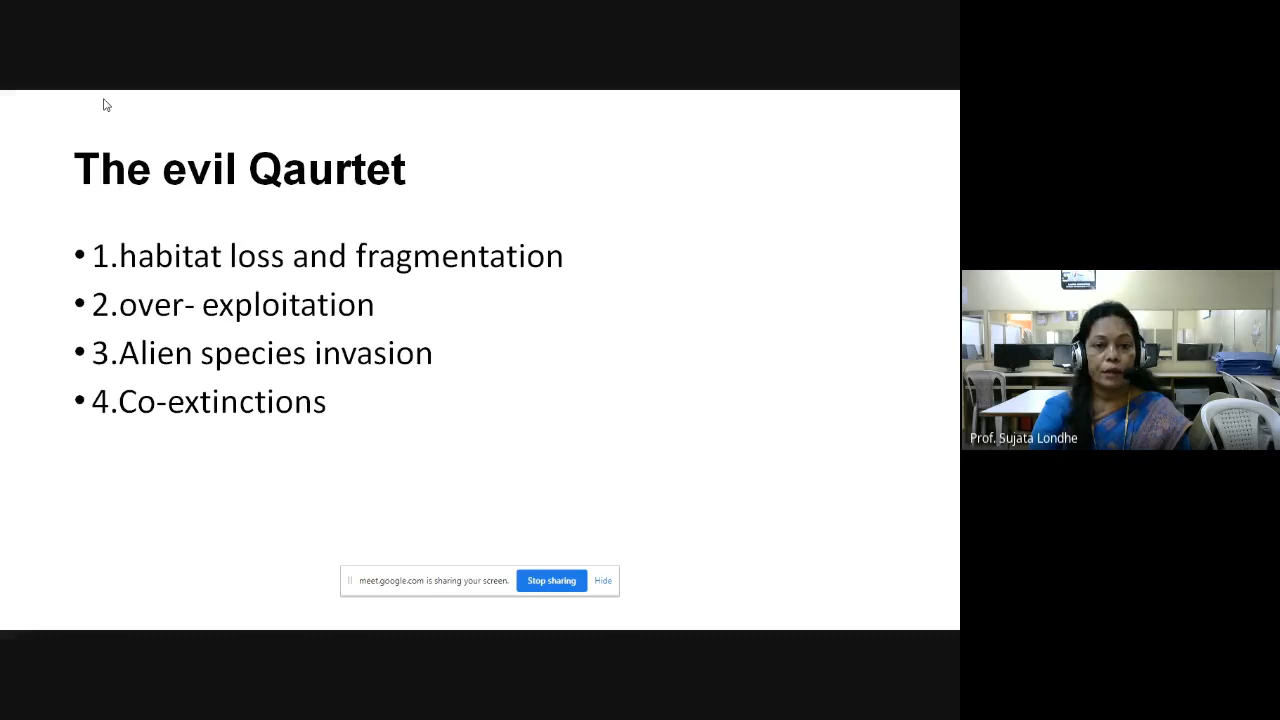 The evil Qaurtet
• 1.habitat loss and fragmentation
• 2.over- exploitation
• 3.Alien species invasion
• 4.Co-extinctions
meet.google.com is sharing your screen. Stop sharing Hide
Prof. Sujata Londhe